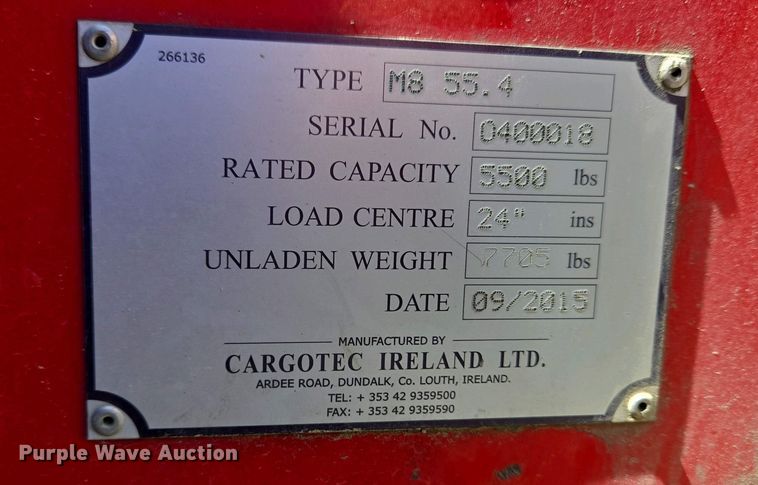 266136
TYPE M8 55.4
SERIAL No. 0400018
RATED CAPACITY 5500 lbs
LOAD CENTRE 24" ins
UNLADEN WEIGHT 7705 lbs
DATE 09/2015
MANUFACTURED BY
CARGOTEC IRELAND LTD.
ARDEE ROAD, DUNDALK, Co. LOUTH, IRELAND.
TEL: + 353 42 9359500
FAX: + 353 42 9359590
Purple Wave Auction